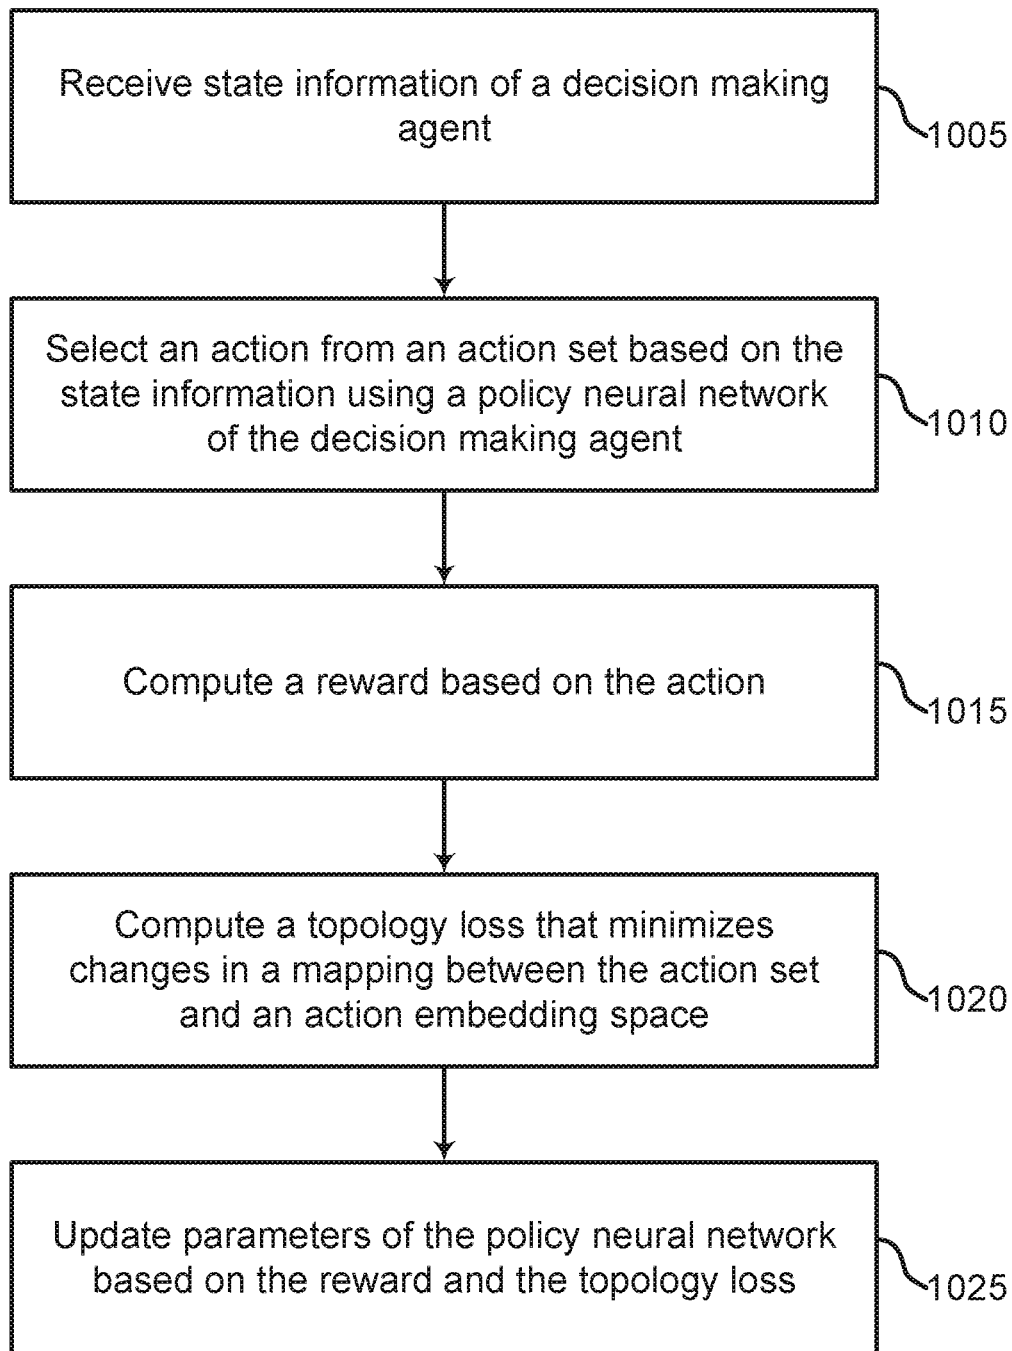 Receive state information of a decision making
agent
1005
Select an action from an action set based on the
state information using a policy neural network
of the decision making agent
1010
Compute a reward based on the action
1015
Compute a topology loss that minimizes
changes in a mapping between the action set
and an action embedding space
1020
Update parameters of the policy neural network
based on the reward and the topology loss
1025